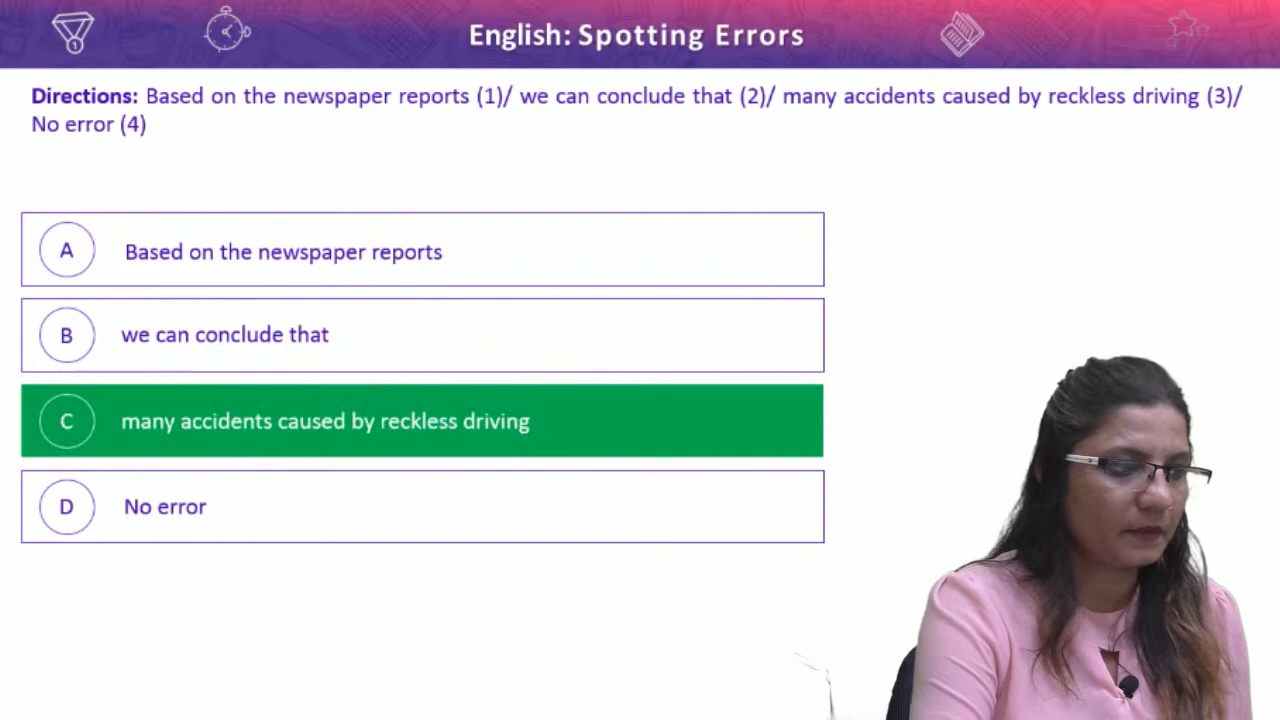 English: Spotting Errors
Directions: Based on the newspaper reports (1)/ we can conclude that (2)/ many accidents caused by reckless driving (3)/
No error (4)
A Based on the newspaper reports
B we can conclude that
C many accidents caused by reckless driving
D No error